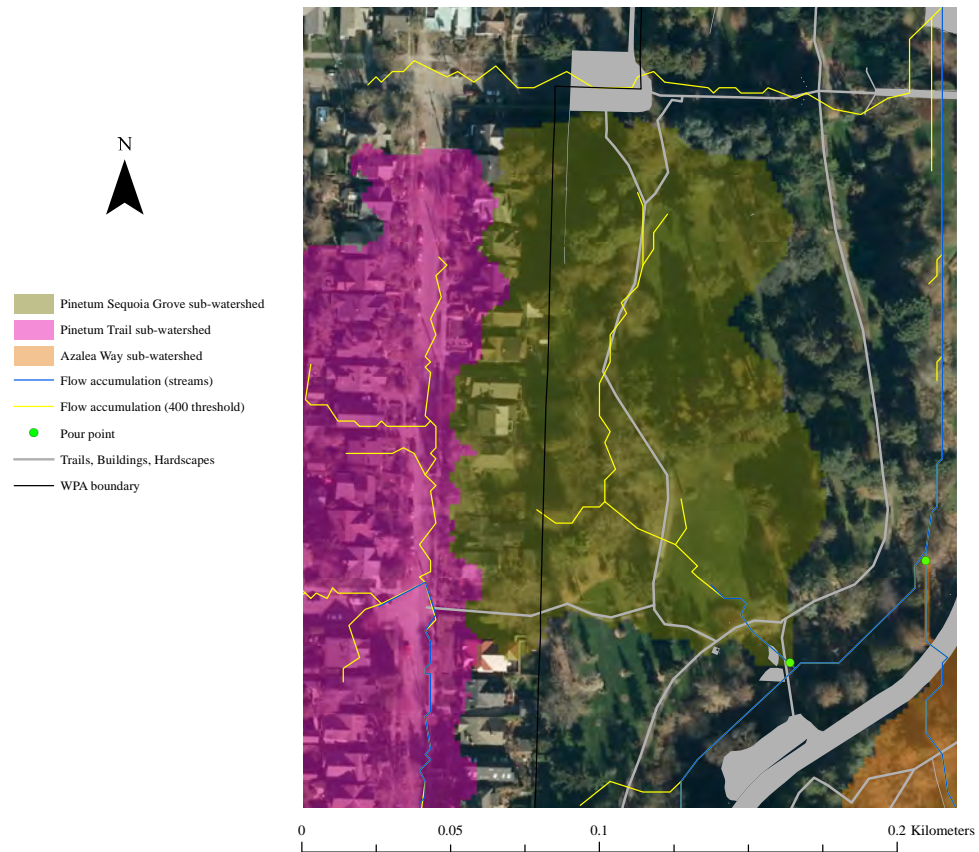 N
Pinetum Sequoia Grove sub-watershed
Pinetum Trail sub-watershed
Azalea Way sub-watershed
Flow accumulation (streams)
Flow accumulation (400 threshold)
Pour point
Trails, Buildings, Hardscapes
WPA boundary
0 0.05 0.1 0.2 Kilometers